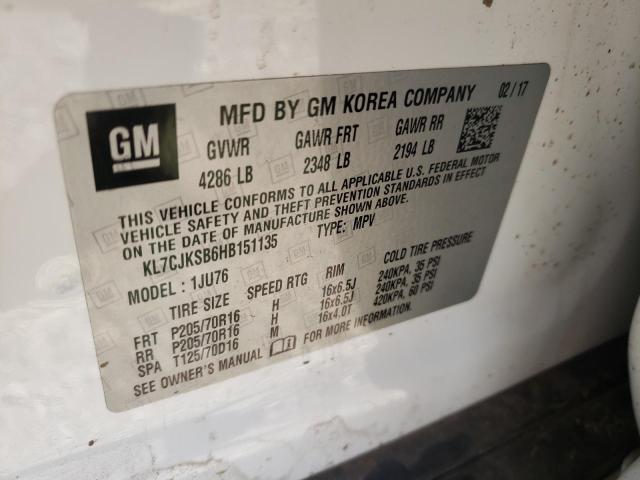 GM
MFD BY GM KOREA COMPANY 02/17
GVWR GAWR FRT GAWR RR
4286 LB 2348 LB 2194 LB
THIS VEHICLE CONFORMS TO ALL APPLICABLE U.S. FEDERAL MOTOR
VEHICLE SAFETY AND THEFT PREVENTION STANDARDS IN EFFECT
ON THE DATE OF MANUFACTURE SHOWN ABOVE.
KL7CJKSB6HB151135 TYPE: MPV
MODEL : 1JU76
TIRE SIZE SPEED RTG RIM COLD TIRE PRESSURE
FRT P205/70R16 H 16x6.5J 240KPA, 35 PSI
RR P205/70R16 H 16x6.5J 240KPA, 35 PSI
SPA T125/70D16 M 16x4.0T 420KPA, 60 PSI
SEE OWNER'S MANUAL FOR MORE INFORMATION.